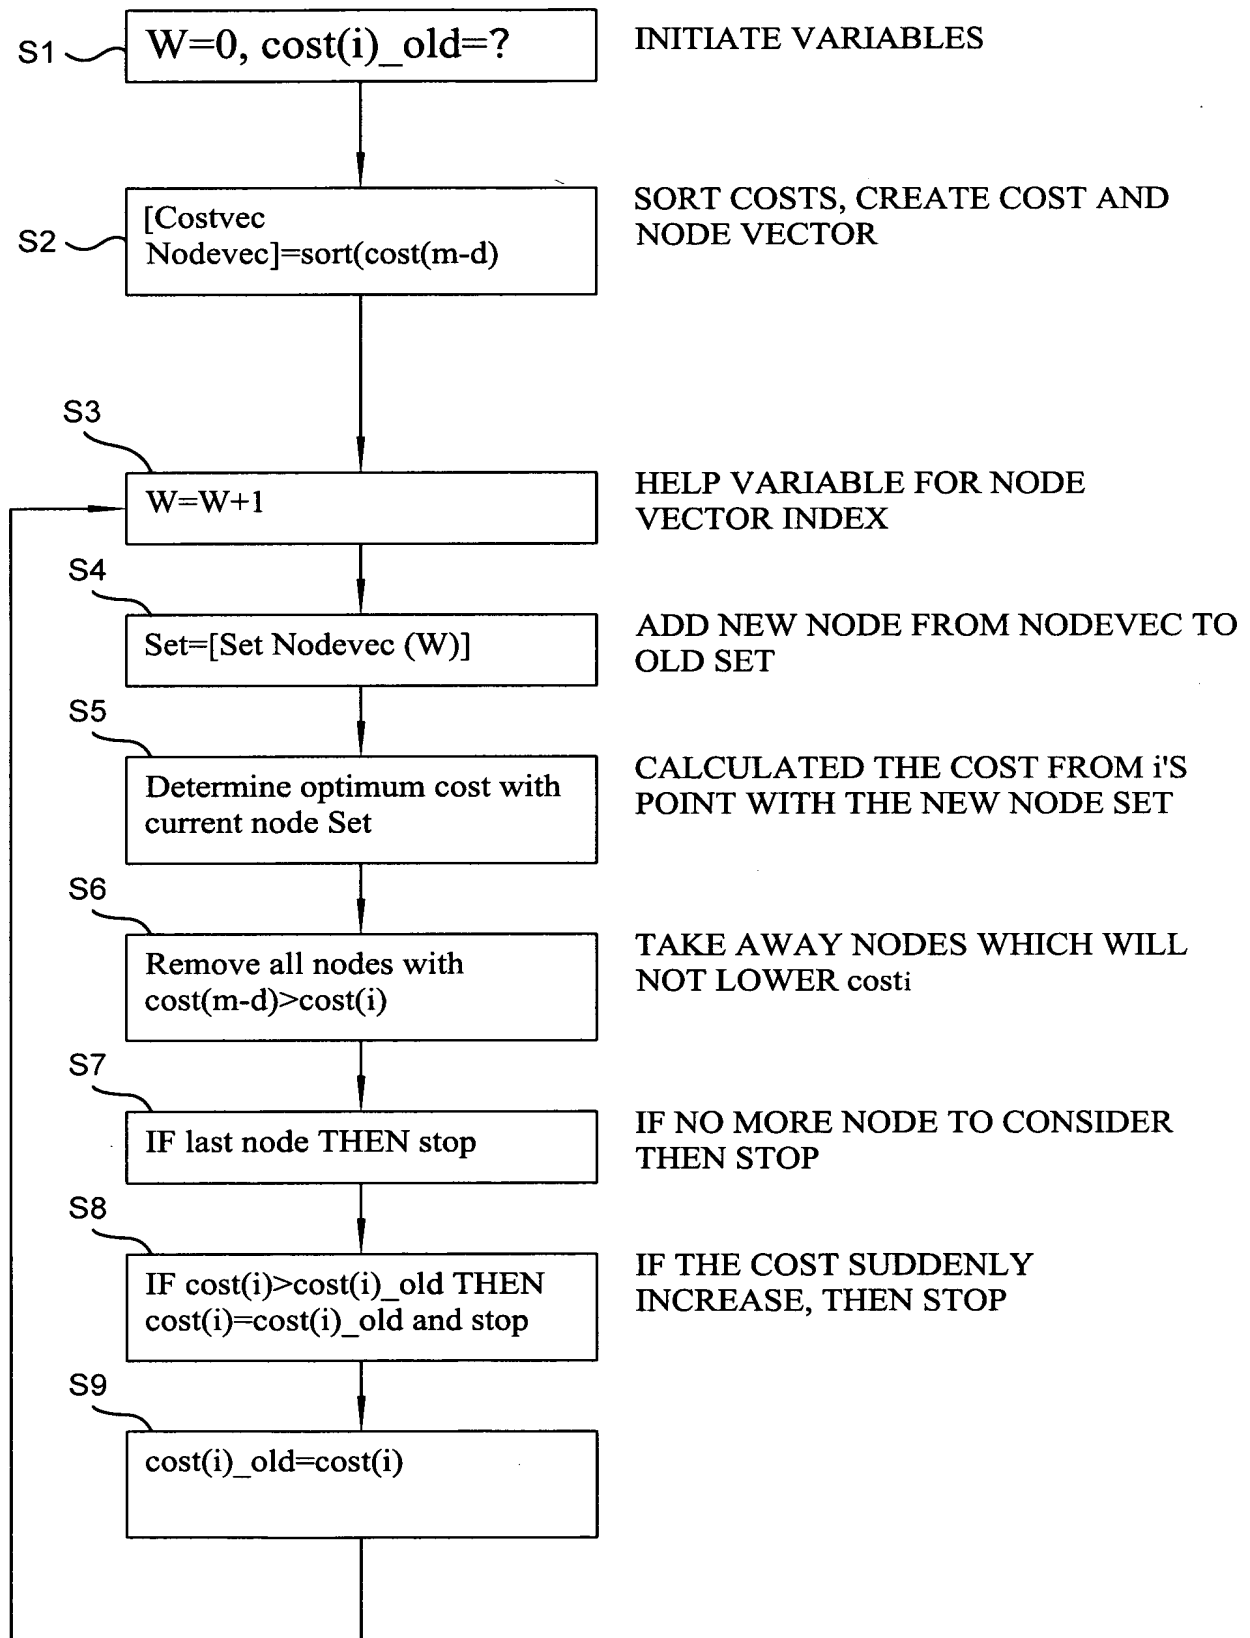 S1
W=0, cost(i)_old=?
INITIATE VARIABLES
S2
[Costvec
Nodevec]=sort(cost(m-d)
SORT COSTS, CREATE COST AND
NODE VECTOR
S3
W=W+1
HELP VARIABLE FOR NODE
VECTOR INDEX
S4
Set=[Set Nodevec (W)]
ADD NEW NODE FROM NODEVEC TO
OLD SET
S5
Determine optimum cost with
current node Set
CALCULATED THE COST FROM i'S
POINT WITH THE NEW NODE SET
S6
Remove all nodes with
cost(m-d)>cost(i)
TAKE AWAY NODES WHICH WILL
NOT LOWER costi
S7
IF last node THEN stop
IF NO MORE NODE TO CONSIDER
THEN STOP
S8
IF cost(i)>cost(i)_old THEN
cost(i)=cost(i)_old and stop
IF THE COST SUDDENLY
INCREASE, THEN STOP
S9
cost(i)_old=cost(i)